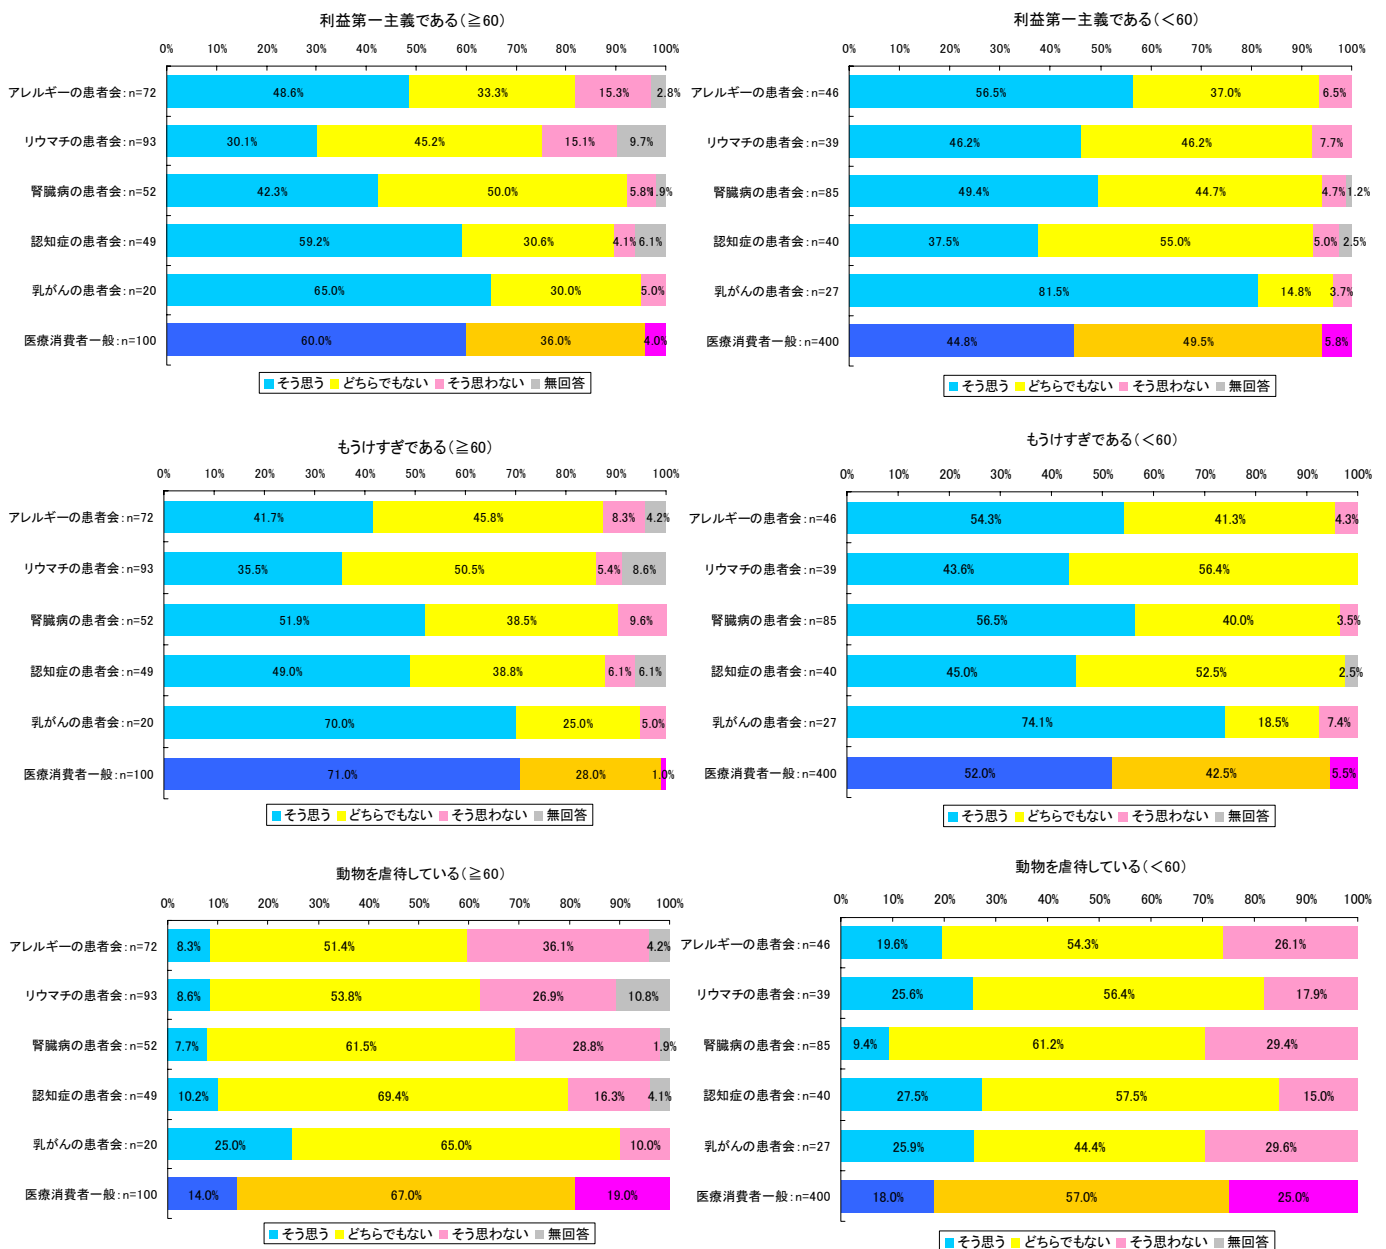 利益第一主義である(≧60)
0% 10% 20% 30% 40% 50% 60% 70% 80% 90% 100%
アレルギーの患者会:n=72 48.6% 33.3% 15.3% 2.8%
リウマチの患者会:n=93 30.1% 45.2% 15.1% 9.7%
腎臓病の患者会:n=52 42.3% 50.0% 5.8% 1.9%
認知症の患者会:n=49 59.2% 30.6% 4.1% 6.1%
乳がんの患者会:n=20 65.0% 30.0% 5.0%
医療消費者一般:n=100 60.0% 36.0% 4.0%
そう思う どちらでもない そう思わない 無回答
利益第一主義である(<60)
0% 10% 20% 30% 40% 50% 60% 70% 80% 90% 100%
アレルギーの患者会:n=46 56.5% 37.0% 6.5%
リウマチの患者会:n=39 46.2% 46.2% 7.7%
腎臓病の患者会:n=85 49.4% 44.7% 4.7% 1.2%
認知症の患者会:n=40 37.5% 55.0% 5.0% 2.5%
乳がんの患者会:n=27 81.5% 14.8% 3.7%
医療消費者一般:n=400 44.8% 49.5% 5.8%
そう思う どちらでもない そう思わない 無回答
もうけすぎである(≧60)
0% 10% 20% 30% 40% 50% 60% 70% 80% 90% 100%
アレルギーの患者会:n=72 41.7% 45.8% 8.3% 4.2%
リウマチの患者会:n=93 35.5% 50.5% 5.4% 8.6%
腎臓病の患者会:n=52 51.9% 38.5% 9.6%
認知症の患者会:n=49 49.0% 38.8% 6.1% 6.1%
乳がんの患者会:n=20 70.0% 25.0% 5.0%
医療消費者一般:n=100 71.0% 28.0% 1.0%
そう思う どちらでもない そう思わない 無回答
もうけすぎである(<60)
0% 10% 20% 30% 40% 50% 60% 70% 80% 90% 100%
アレルギーの患者会:n=46 54.3% 41.3% 4.3%
リウマチの患者会:n=39 43.6% 56.4%
腎臓病の患者会:n=85 56.5% 40.0% 3.5%
認知症の患者会:n=40 45.0% 52.5% 2.5%
乳がんの患者会:n=27 74.1% 18.5% 7.4%
医療消費者一般:n=400 52.0% 42.5% 5.5%
そう思う どちらでもない そう思わない 無回答
動物を虐待している(≧60)
0% 10% 20% 30% 40% 50% 60% 70% 80% 90% 100%
アレルギーの患者会:n=72 8.3% 51.4% 36.1% 4.2%
リウマチの患者会:n=93 8.6% 53.8% 26.9% 10.8%
腎臓病の患者会:n=52 7.7% 61.5% 28.8% 1.9%
認知症の患者会:n=49 10.2% 69.4% 16.3% 4.1%
乳がんの患者会:n=20 25.0% 65.0% 10.0%
医療消費者一般:n=100 14.0% 67.0% 19.0%
そう思う どちらでもない そう思わない 無回答
動物を虐待している(<60)
0% 10% 20% 30% 40% 50% 60% 70% 80% 90% 100%
アレルギーの患者会:n=46 19.6% 54.3% 26.1%
リウマチの患者会:n=39 25.6% 56.4% 17.9%
腎臓病の患者会:n=85 9.4% 61.2% 29.4%
認知症の患者会:n=40 27.5% 57.5% 15.0%
乳がんの患者会:n=27 25.9% 44.4% 29.6%
医療消費者一般:n=400 18.0% 57.0% 25.0%
そう思う どちらでもない そう思わない 無回答